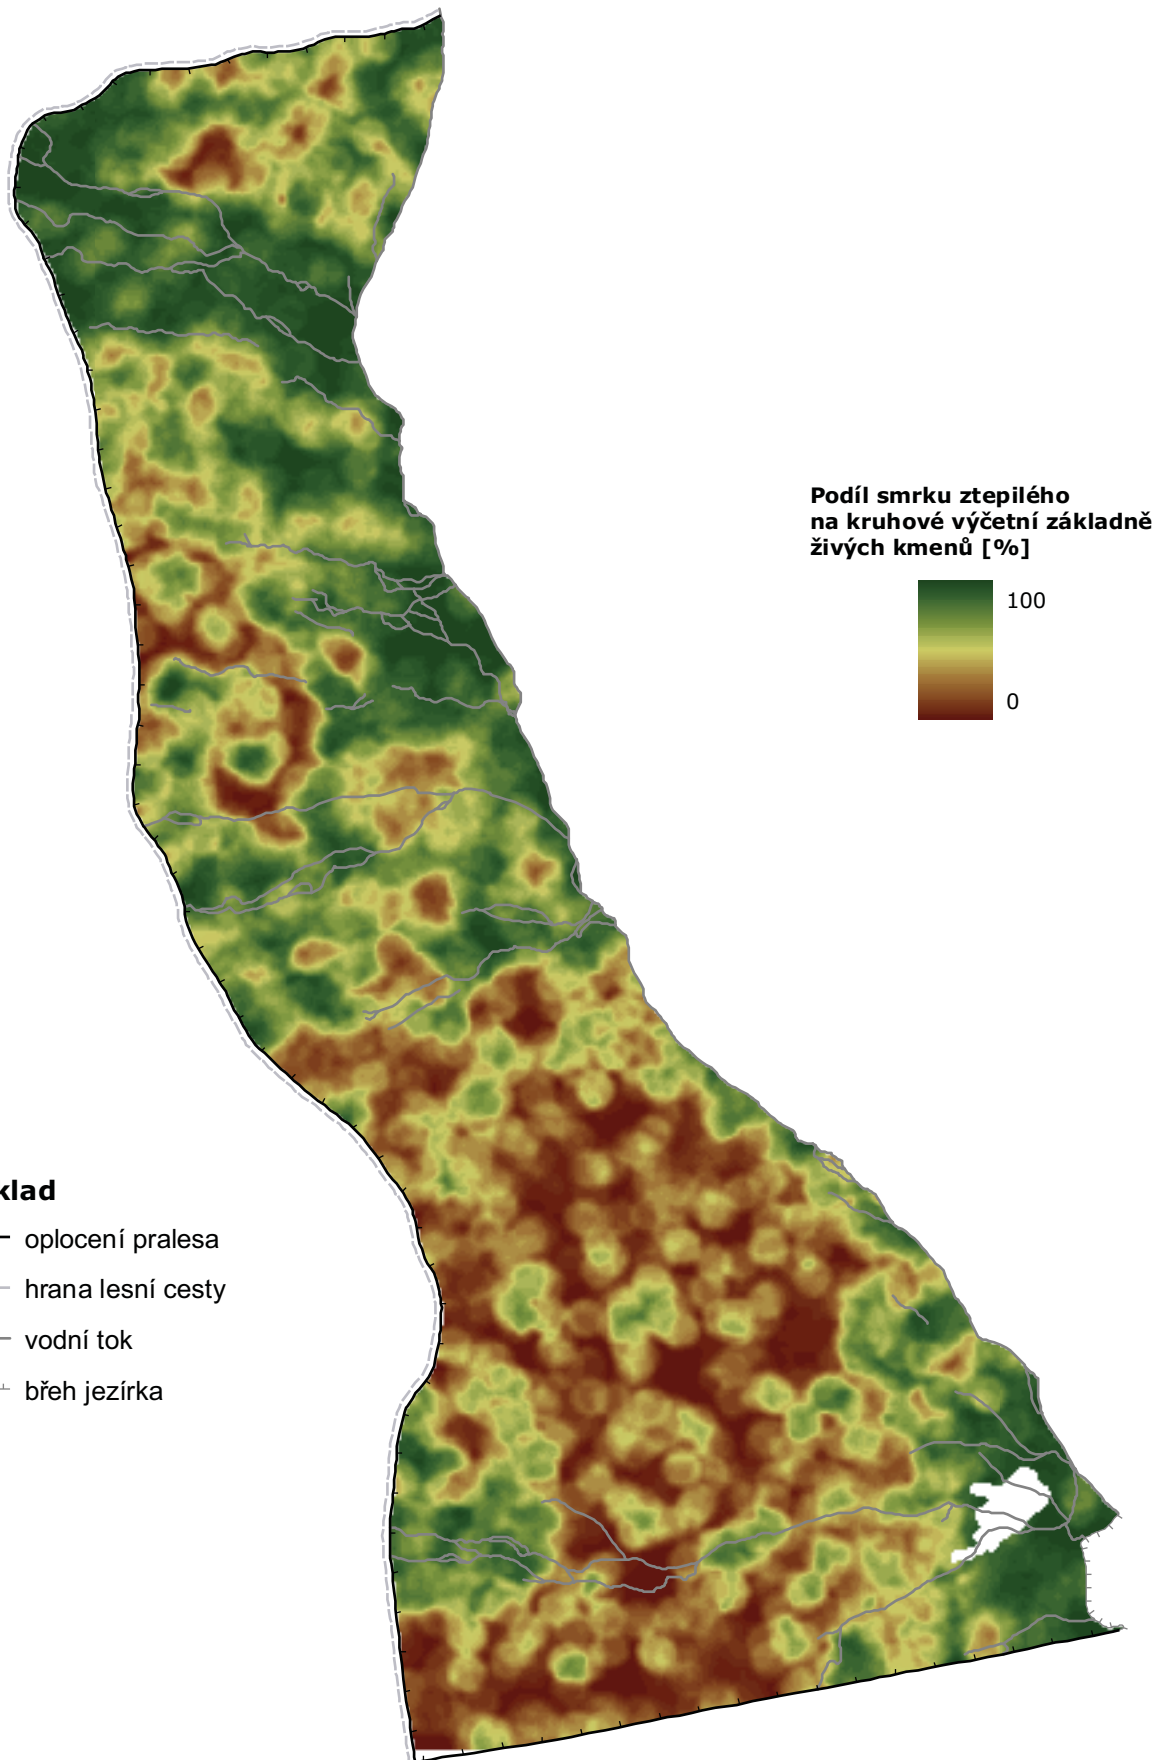 Podíl smrku ztepilého
na kruhové výčetní základně
živých kmenů [%]
100
0
klad
oplocení pralesa
hrana lesní cesty
vodní tok
břeh jezírka